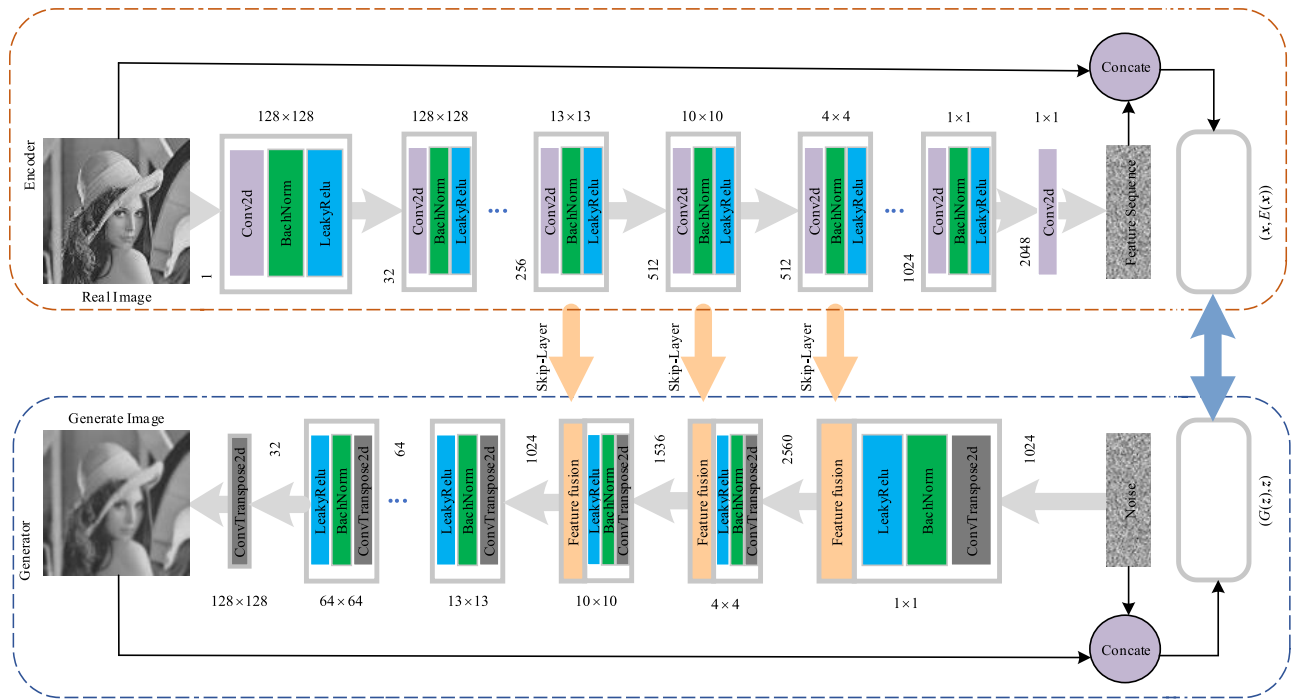 Encoder
Real Image
1
128×128
Conv2d
BachNorm
LeakyRelu
32
128×128
Conv2d
BachNorm
LeakyRelu
...
256
13×13
Conv2d
BachNorm
LeakyRelu
512
10×10
Conv2d
BachNorm
LeakyRelu
512
4×4
Conv2d
BachNorm
LeakyRelu
...
1024
1×1
Conv2d
BachNorm
LeakyRelu
2048
1×1
Conv2d
Feature Sequence
Concate
(x,E(x))
Skip-Layer
Skip-Layer
Skip-Layer
Generator
Generate Image
ConvTranspose2d
128×128
32
LeakyRelu
BachNorm
ConvTranspose2d
64×64
64
...
LeakyRelu
BachNorm
ConvTranspose2d
13×13
1024
Feature fusion
LeakyRelu
BachNorm
ConvTranspose2d
10×10
1536
Feature fusion
LeakyRelu
BachNorm
ConvTranspose2d
4×4
2560
Feature fusion
LeakyRelu
BachNorm
ConvTranspose2d
1×1
1024
Noise
Concate
(G(z),z)